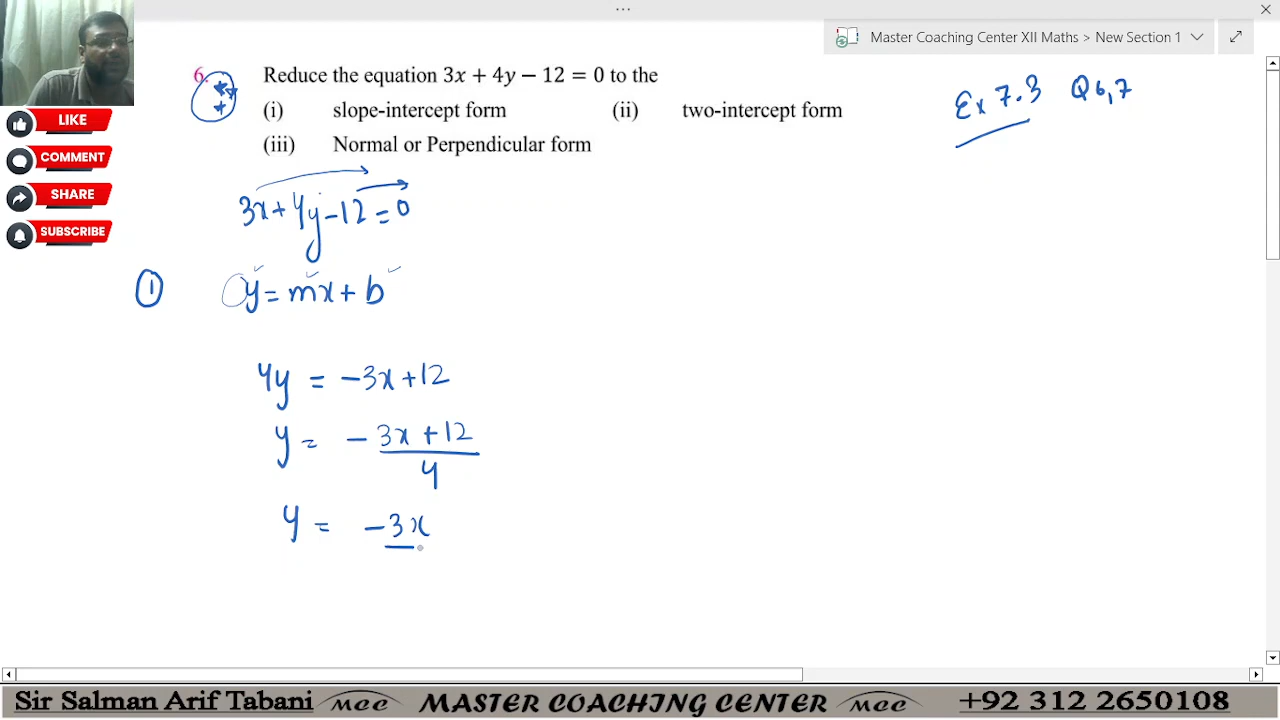 ...
Master Coaching Center XII Maths > New Section 1
6. Reduce the equation 3x + 4y − 12 = 0 to the
(i) slope-intercept form (ii) two-intercept form
(iii) Normal or Perpendicular form
Ex 7.3 Q6,7
LIKE
COMMENT
SHARE
SUBSCRIBE
3x+4y-12=0
① y = mx + b
4y = -3x+12
y = -3x+12
4
y = -3x
Sir Salman Arif Tabani mcc MASTER COACHING CENTER mcc +92 312 2650108